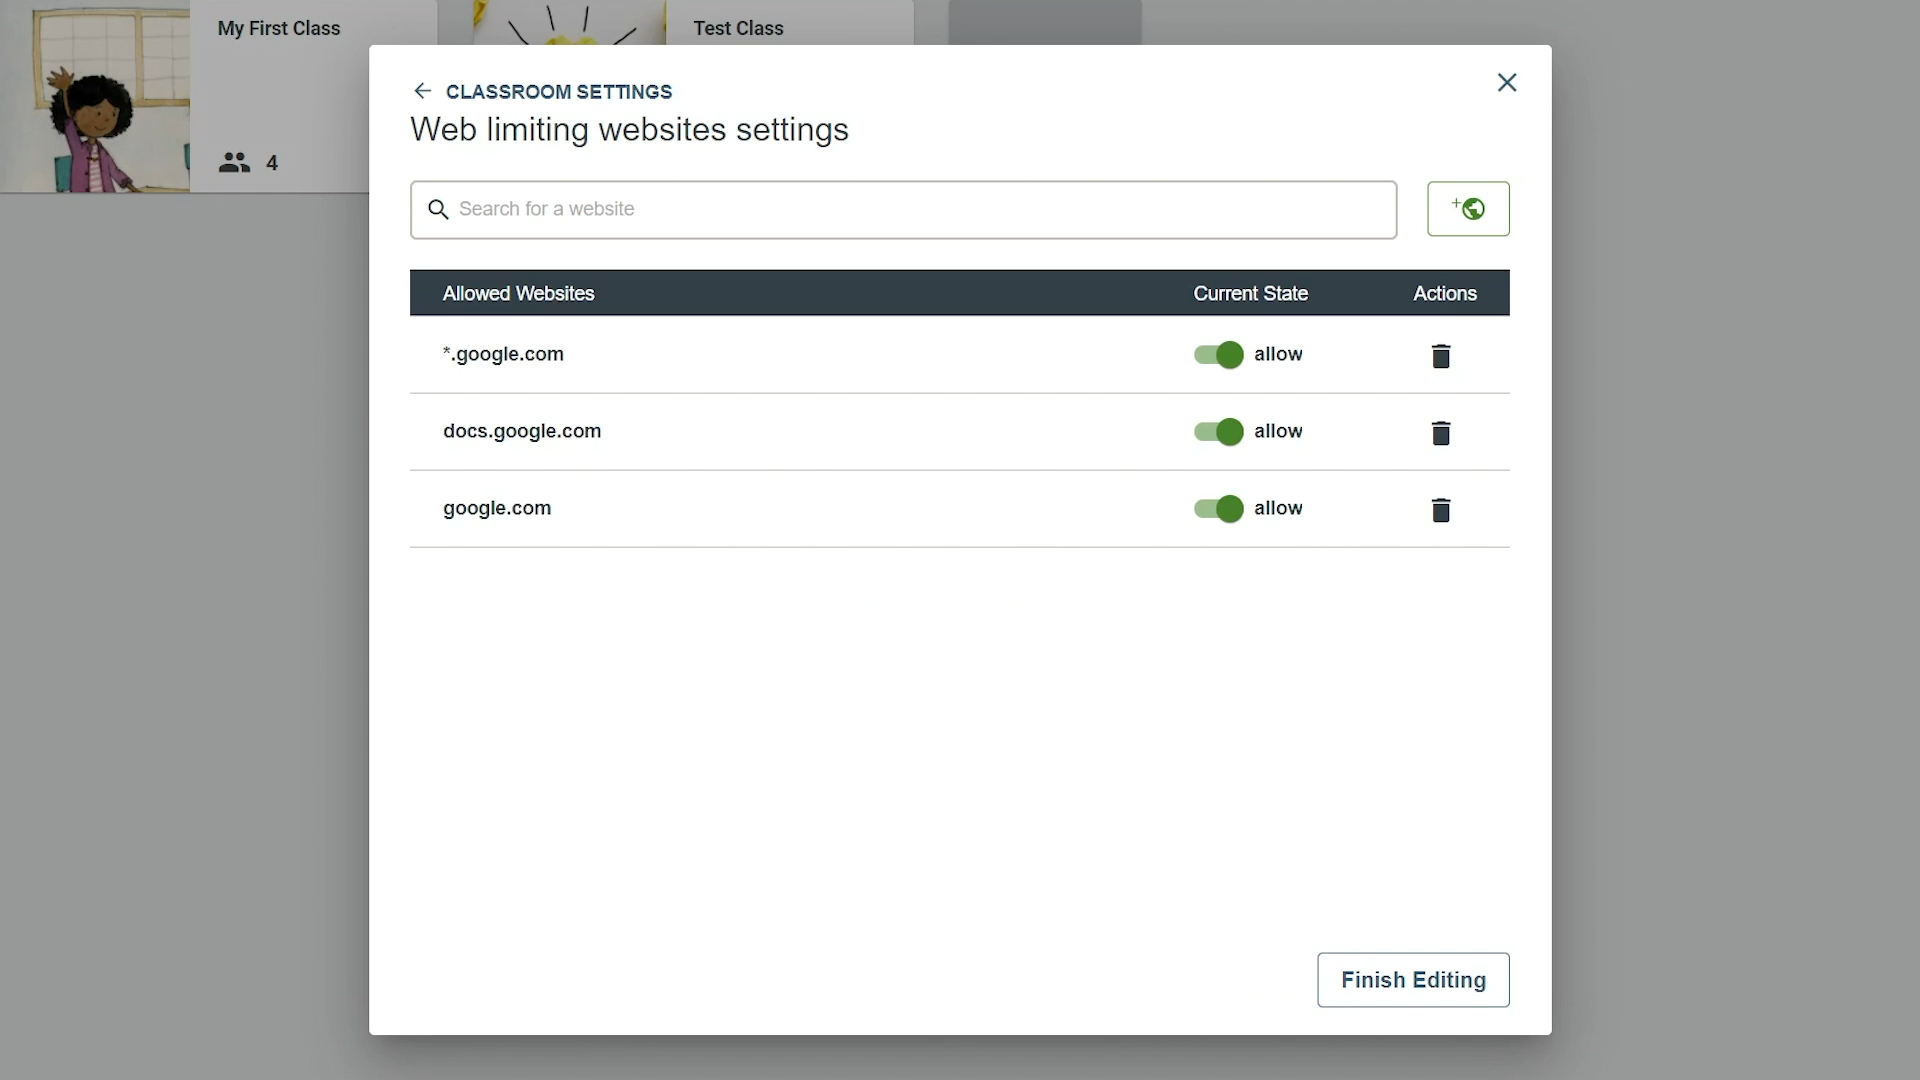 My First Class
Test Class
4
CLASSROOM SETTINGS
Web limiting websites settings
Search for a website
Allowed Websites Current State Actions
*.google.com allow
docs.google.com allow
google.com allow
Finish Editing